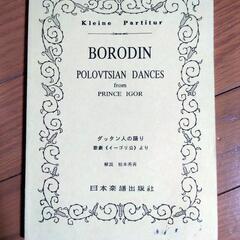 Kleine Partitur
BORODIN
POLOVTSIAN DANCES
from
PRINCE IGOR
ダッタン人の踊り
歌劇《イーゴリ公》より
解説
日本楽譜出版社